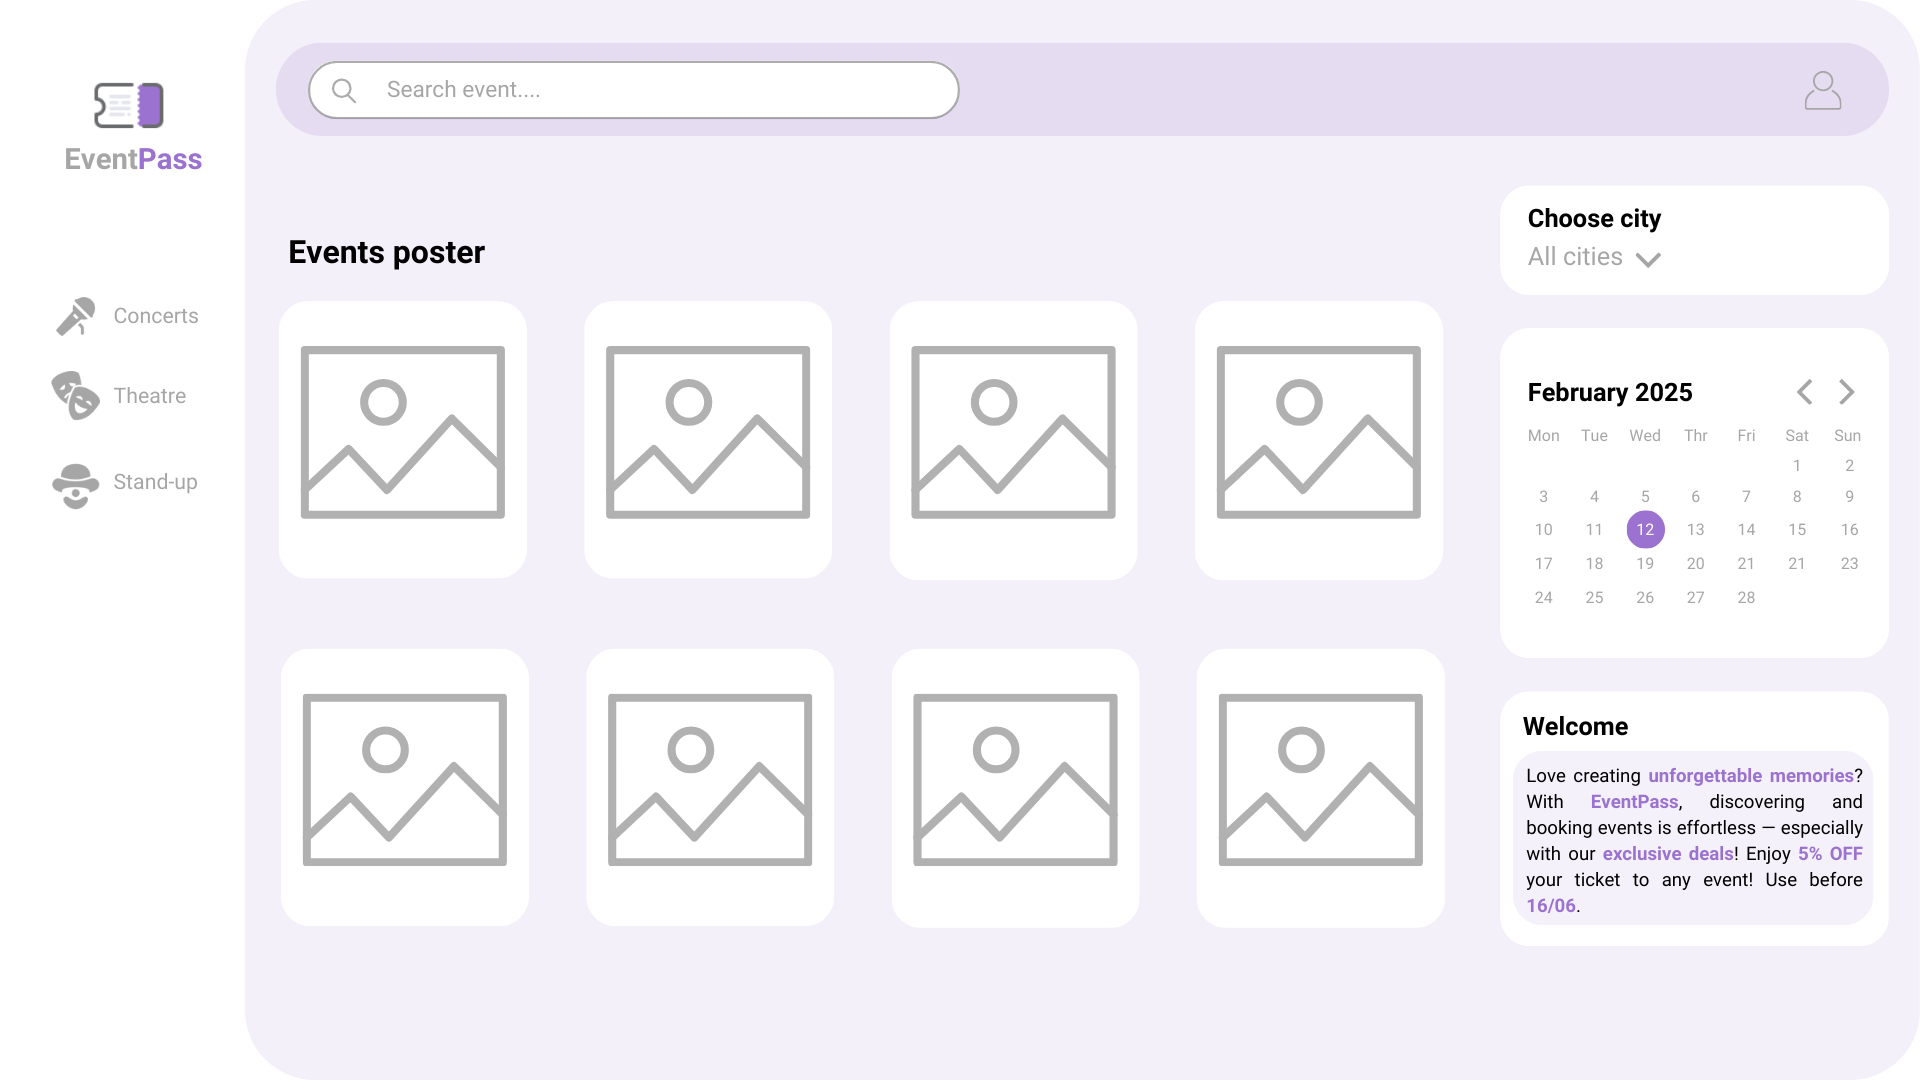 EventPass
Concerts
Theatre
Stand-up
Search event....
Events poster
Choose city
All cities
February 2025
Mon Tue Wed Thr Fri Sat Sun
1 2
3 4 5 6 7 8 9
10 11 12 13 14 15 16
17 18 19 20 21 21 23
24 25 26 27 28
Welcome
Love creating unforgettable memories?
With EventPass, discovering and
booking events is effortless — especially
with our exclusive deals! Enjoy 5% OFF
your ticket to any event! Use before
16/06.